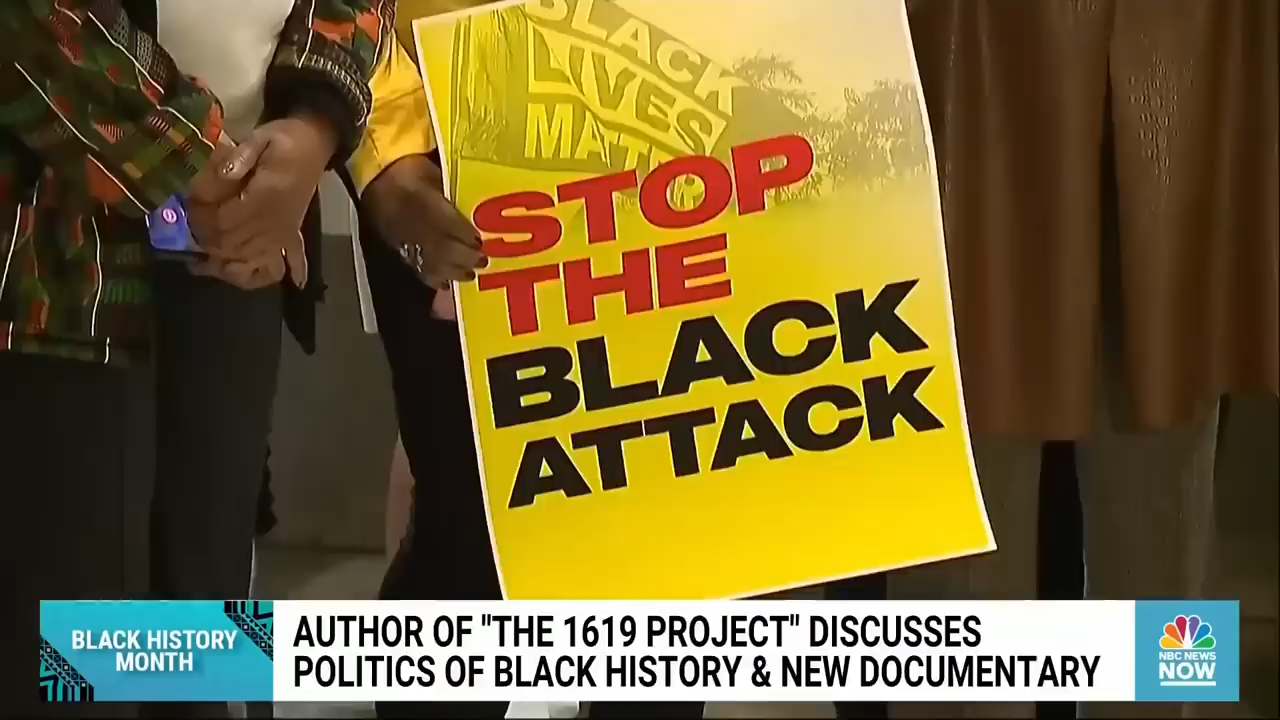 BLACK
LIVES
MATT
STOP
THE
BLACK
ATTACK
BLACK HISTORY
MONTH
AUTHOR OF "THE 1619 PROJECT" DISCUSSES
POLITICS OF BLACK HISTORY & NEW DOCUMENTARY
NBC NEWS
NOW